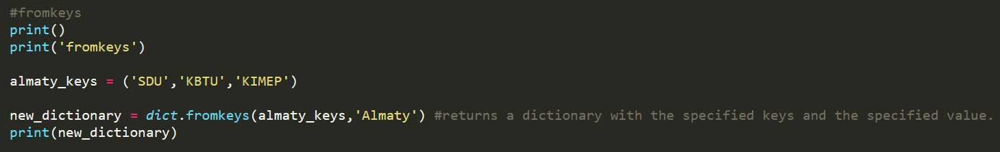 #fromkeys
print()
print('fromkeys')
almaty_keys = ('SDU','KBTU','KIMEP')
new_dictionary = dict.fromkeys(almaty_keys,'Almaty') #returns a dictionary with the specified keys and the specified value.
print(new_dictionary)